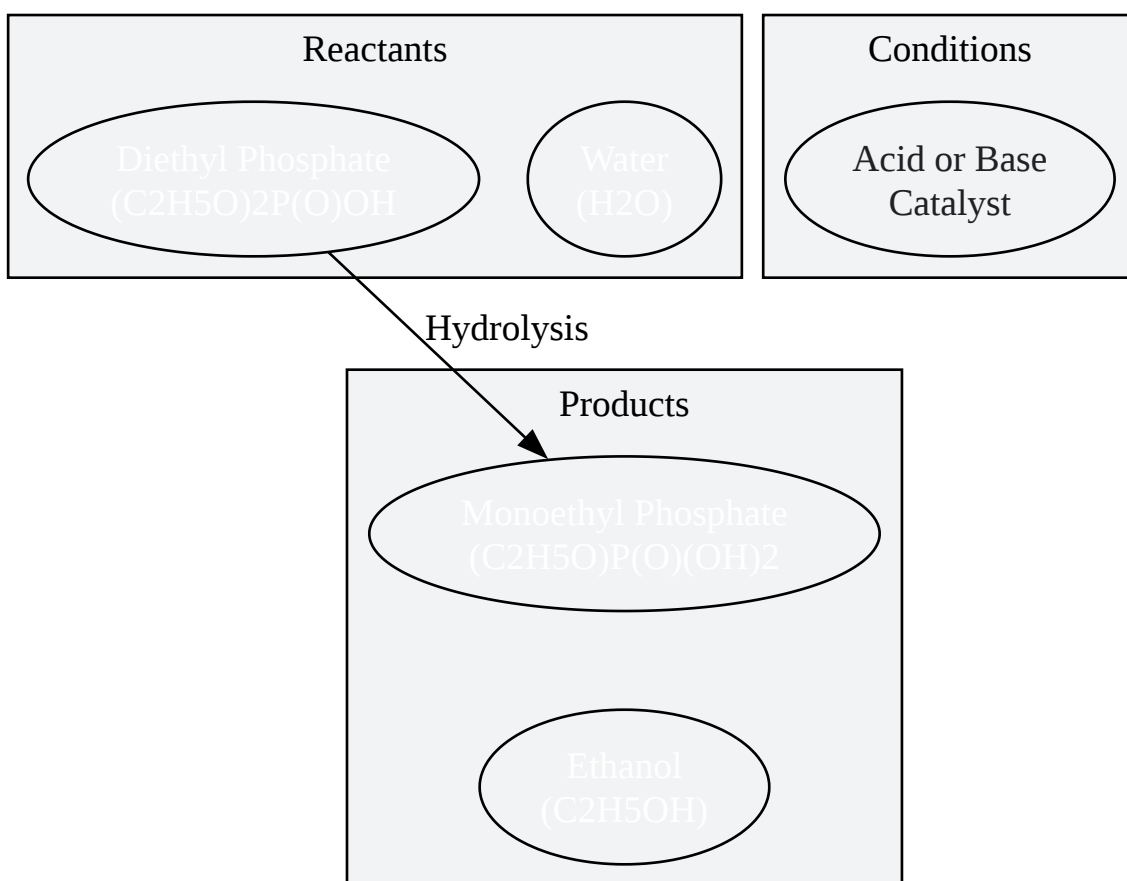 Reactants
Diethyl Phosphate
(C2H5O)2P(O)OH
Water
(H2O)
Conditions
Acid or Base
Catalyst
Hydrolysis
Products
Monoethyl Phosphate
(C2H5O)P(O)(OH)2
Ethanol
(C2H5OH)